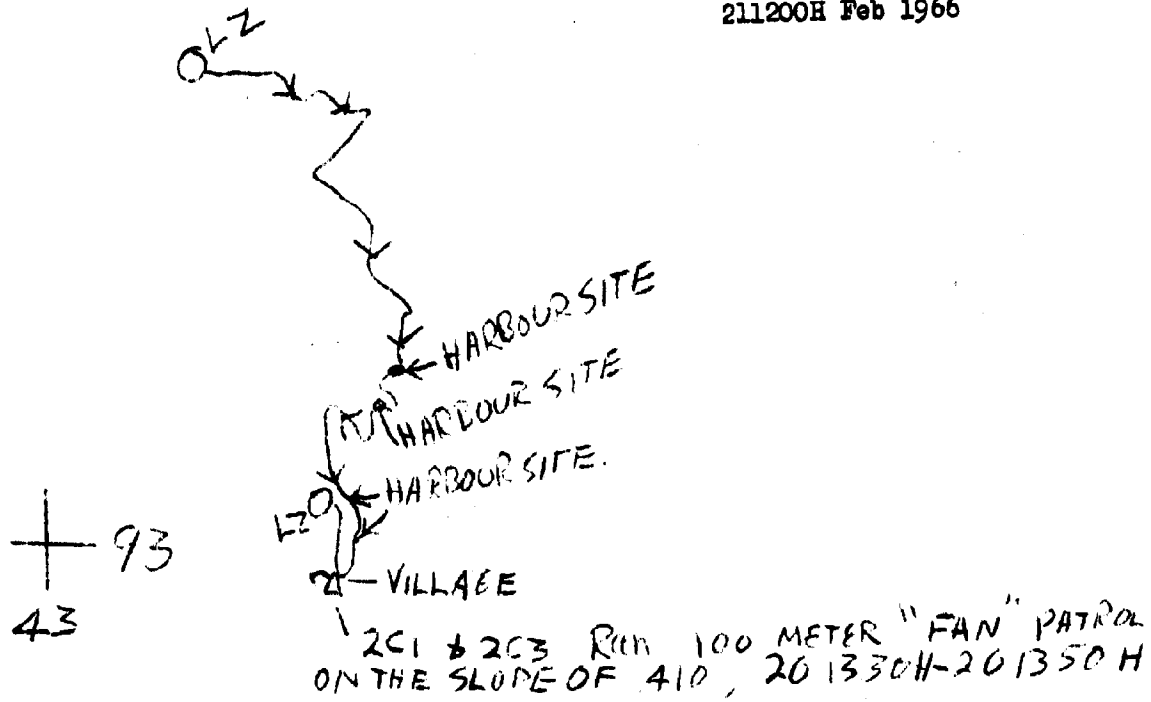 211200H Feb 1966
LZ
HARBOUR SITE
HARBOUR SITE
HARBOUR SITE.
LZ
93
43
VILLAGE
2C1 & 2C3 Run 100 METER "FAN" PATROL
ON THE SLOPE OF 410, 201330H-201350H